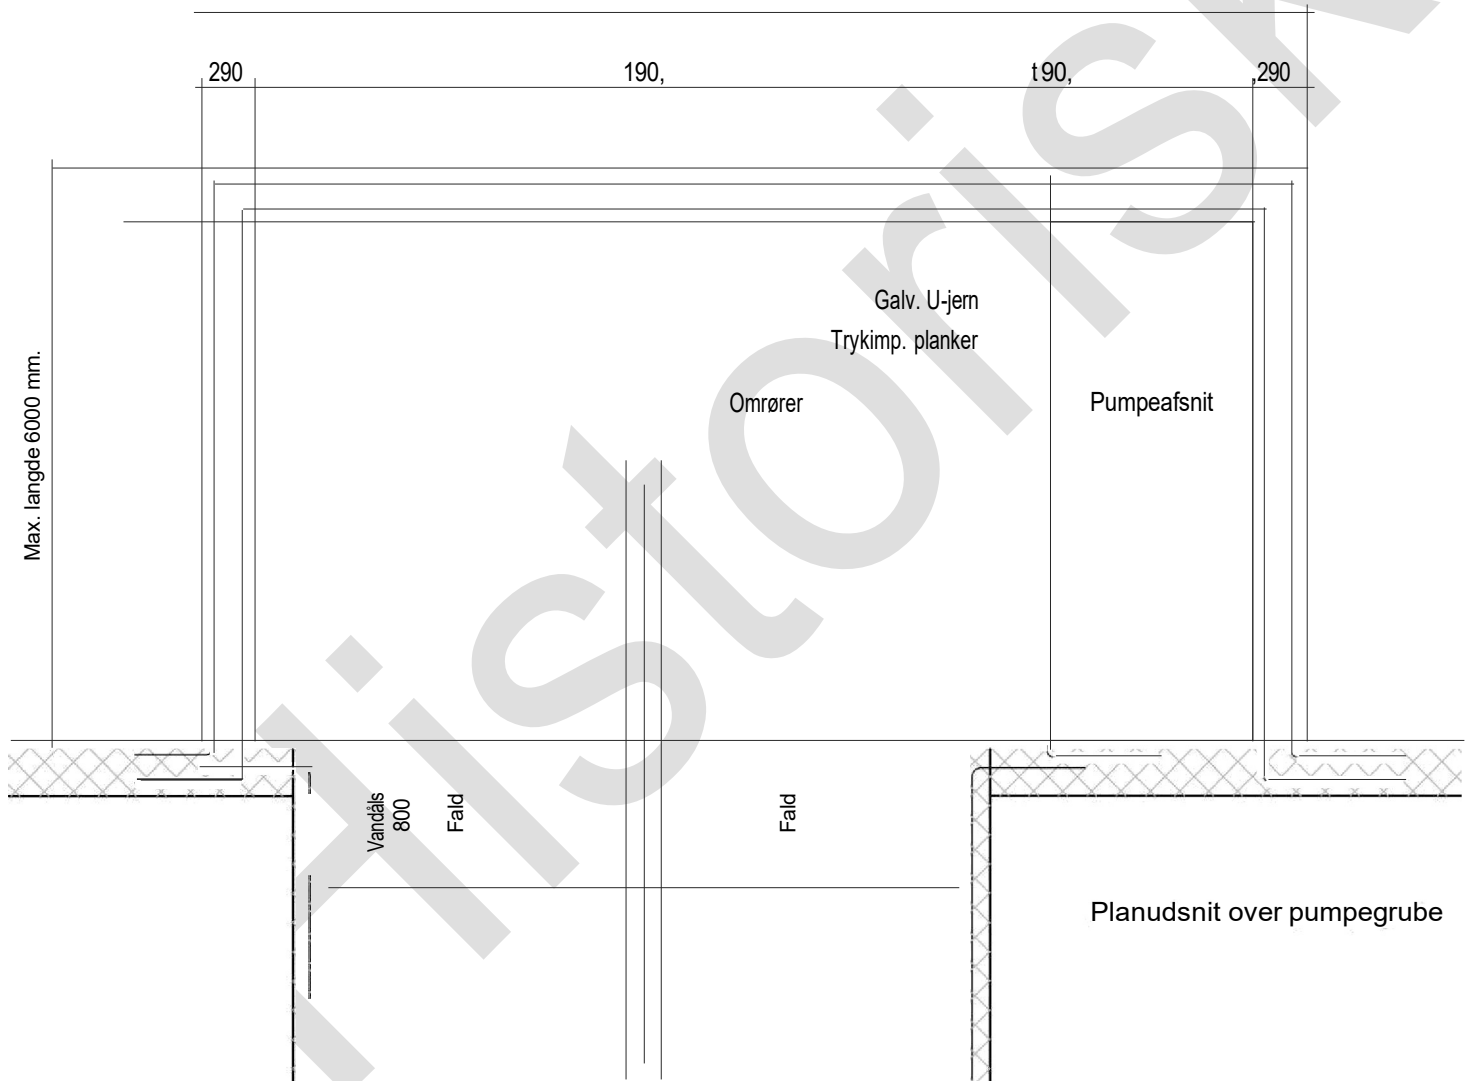 290 190, t90, ,290
Galv. U-jern
Trykimp. planker
Omrører
Pumpeafsnit
Max. langde 6000 mm.
Vandåls
800
Fald
Fald
Planudsnit over pumpegrube
Historisk